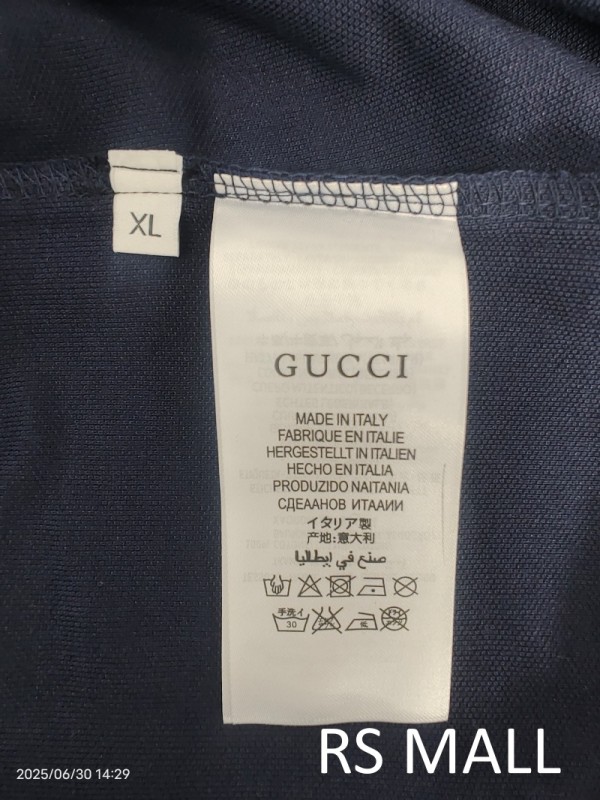 XL
GUCCI
MADE IN ITALY
FABRIQUE EN ITALIE
HERGESTELLT IN ITALIEN
HECHO EN ITALIA
PRODUZIDO NAITANIA
СДЕААНОВ ИТААИИ
イタリア製
产地:意大利
صنع في إيطاليا
手洗イ
30
2025/06/30 14:29
RS MALL